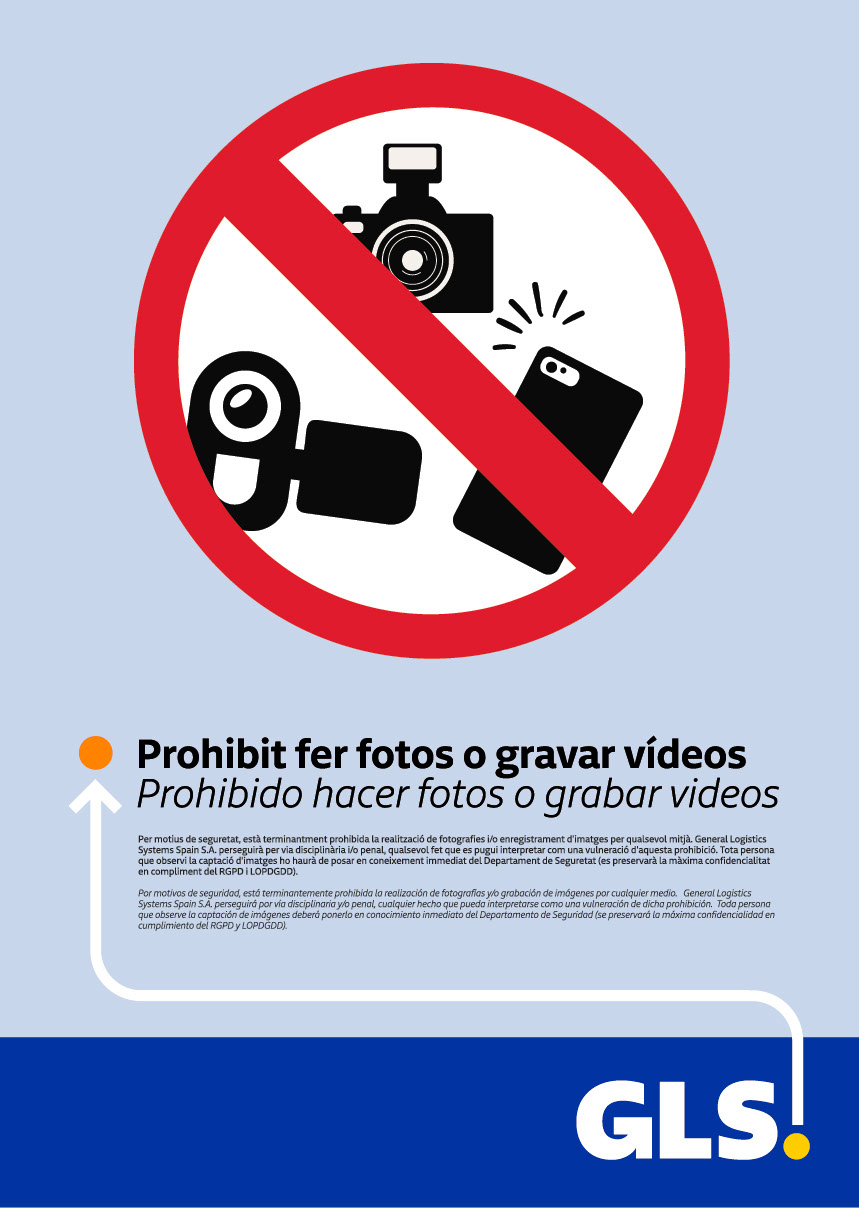 Prohibit fer fotos o gravar vídeos
Prohibido hacer fotos o grabar videos
Per motius de seguretat, està terminantment prohibida la realització de fotografies i/o enregistrament d'imatges per qualsevol mitjà. General Logistics
Systems Spain S.A. perseguirà per via disciplinària i/o penal, qualsevol fet que es pugui interpretar com una vulneració d'aquesta prohibició. Tota persona
que observi la captació d'imatges ho haurà de posar en coneixement immediat del Departament de Seguretat (es preservarà la màxima confidencialitat
en compliment del RGPD i LOPDGDD).
Por motivos de seguridad, está terminantemente prohibida la realización de fotografías y/o grabación de imágenes por cualquier medio. General Logistics
Systems Spain S.A. perseguirá por vía disciplinaria y/o penal, cualquier hecho que pueda interpretarse como una vulneración de dicha prohibición. Toda persona
que observe la captación de imágenes deberá ponerlo en conocimiento inmediato del Departamento de Seguridad (se preservará la máxima confidencialidad en
cumplimiento del RGPD y LOPDGDD).
GLS.